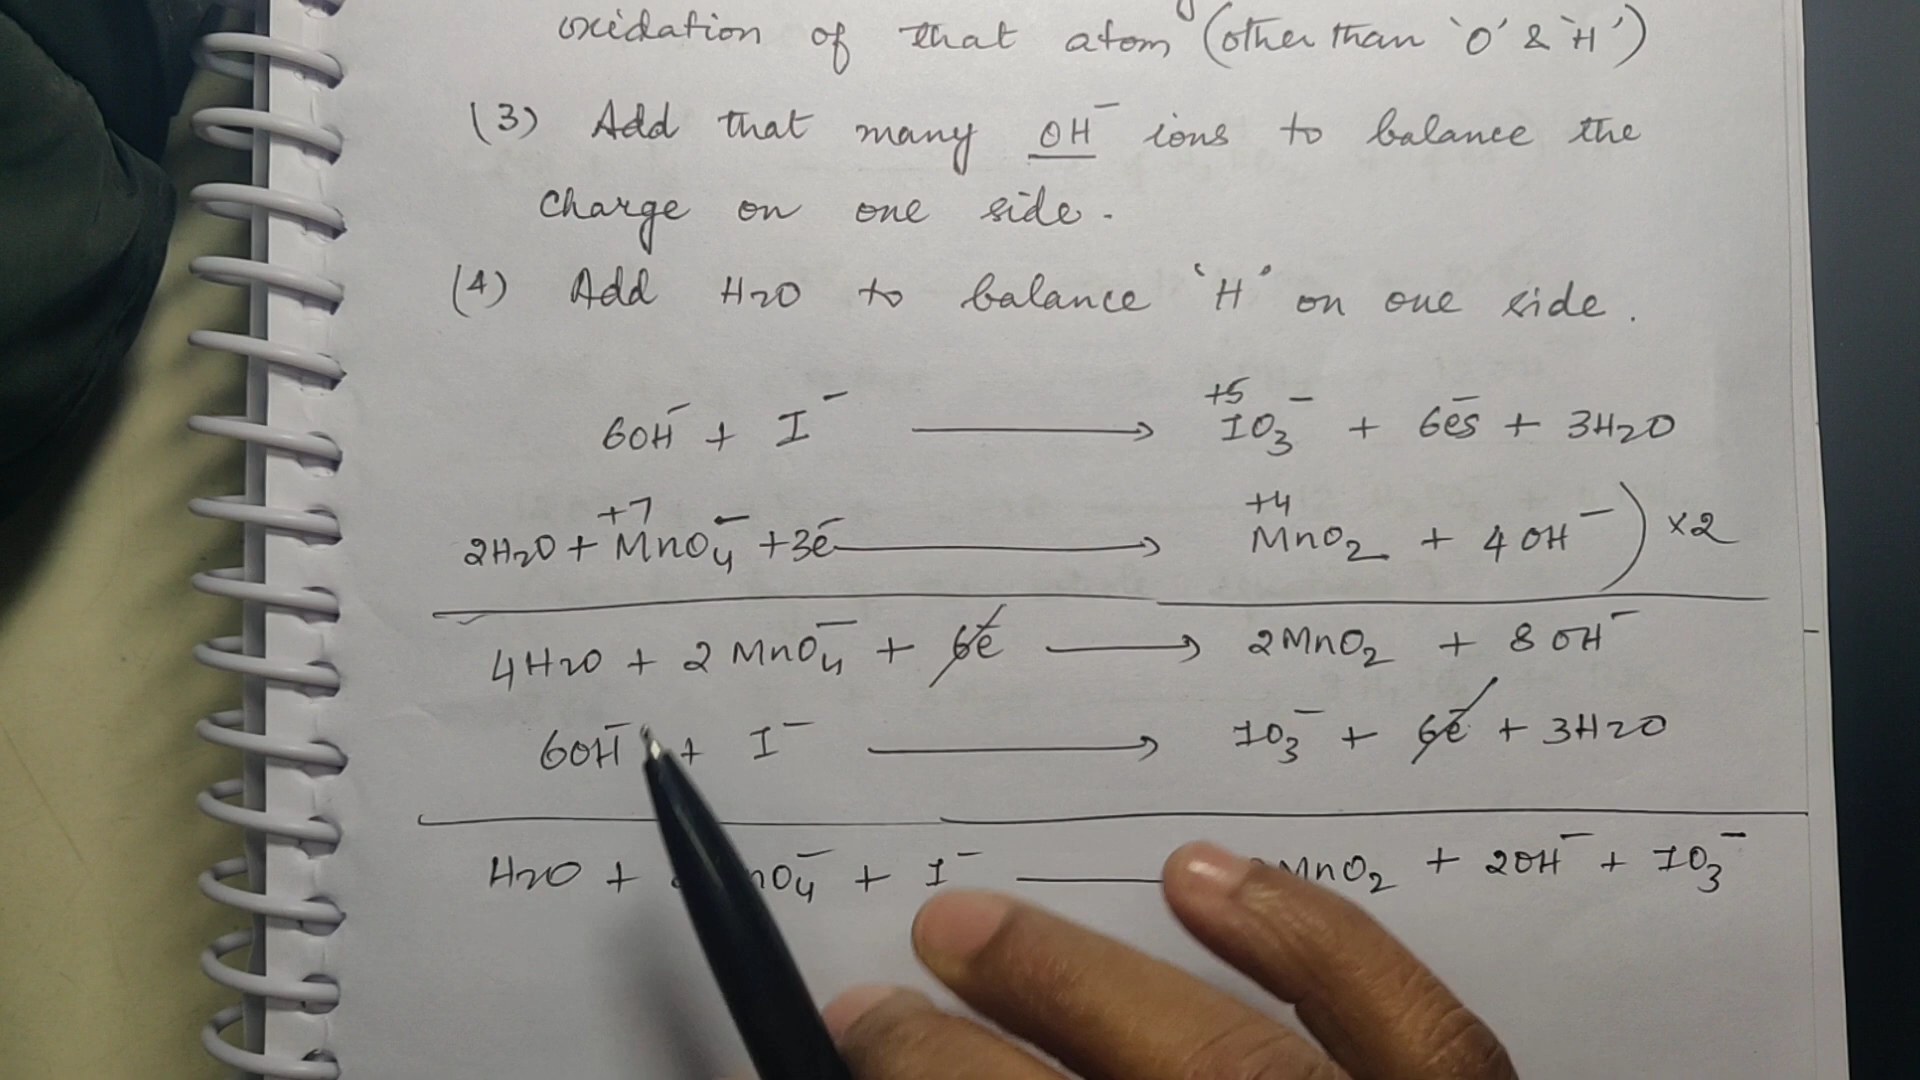 oxidation of that atom (other than 'O' & 'H')
(3) Add that many OH⁻ ions to balance the
charge on one side.
(4) Add H2O to balance 'H' on one side.
+5
6OH⁻ + I⁻ ⟶ IO₃⁻ + 6e⁻s + 3H2O
+7 +4
2H2O + MnO₄⁻ + 3e⁻ ⟶ MnO₂ + 4OH⁻ ) ×2
4H2O + 2MnO₄⁻ + 6e⁻ ⟶ 2MnO₂ + 8OH⁻
6OH⁻ + I⁻ ⟶ IO₃⁻ + 6e⁻ + 3H2O
H2O + nO₄⁻ + I⁻ — MnO₂ + 2OH⁻ + IO₃⁻